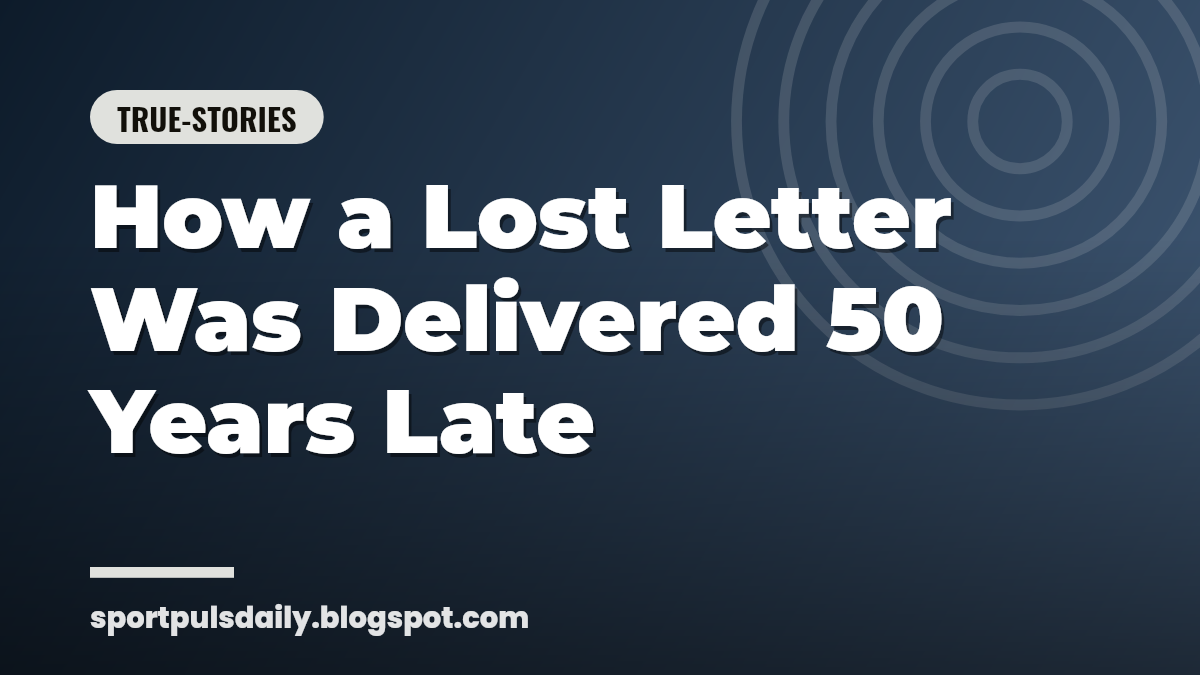 TRUE-STORIES
How a Lost Letter
Was Delivered 50
Years Late
sportpulsdaily.blogspot.com